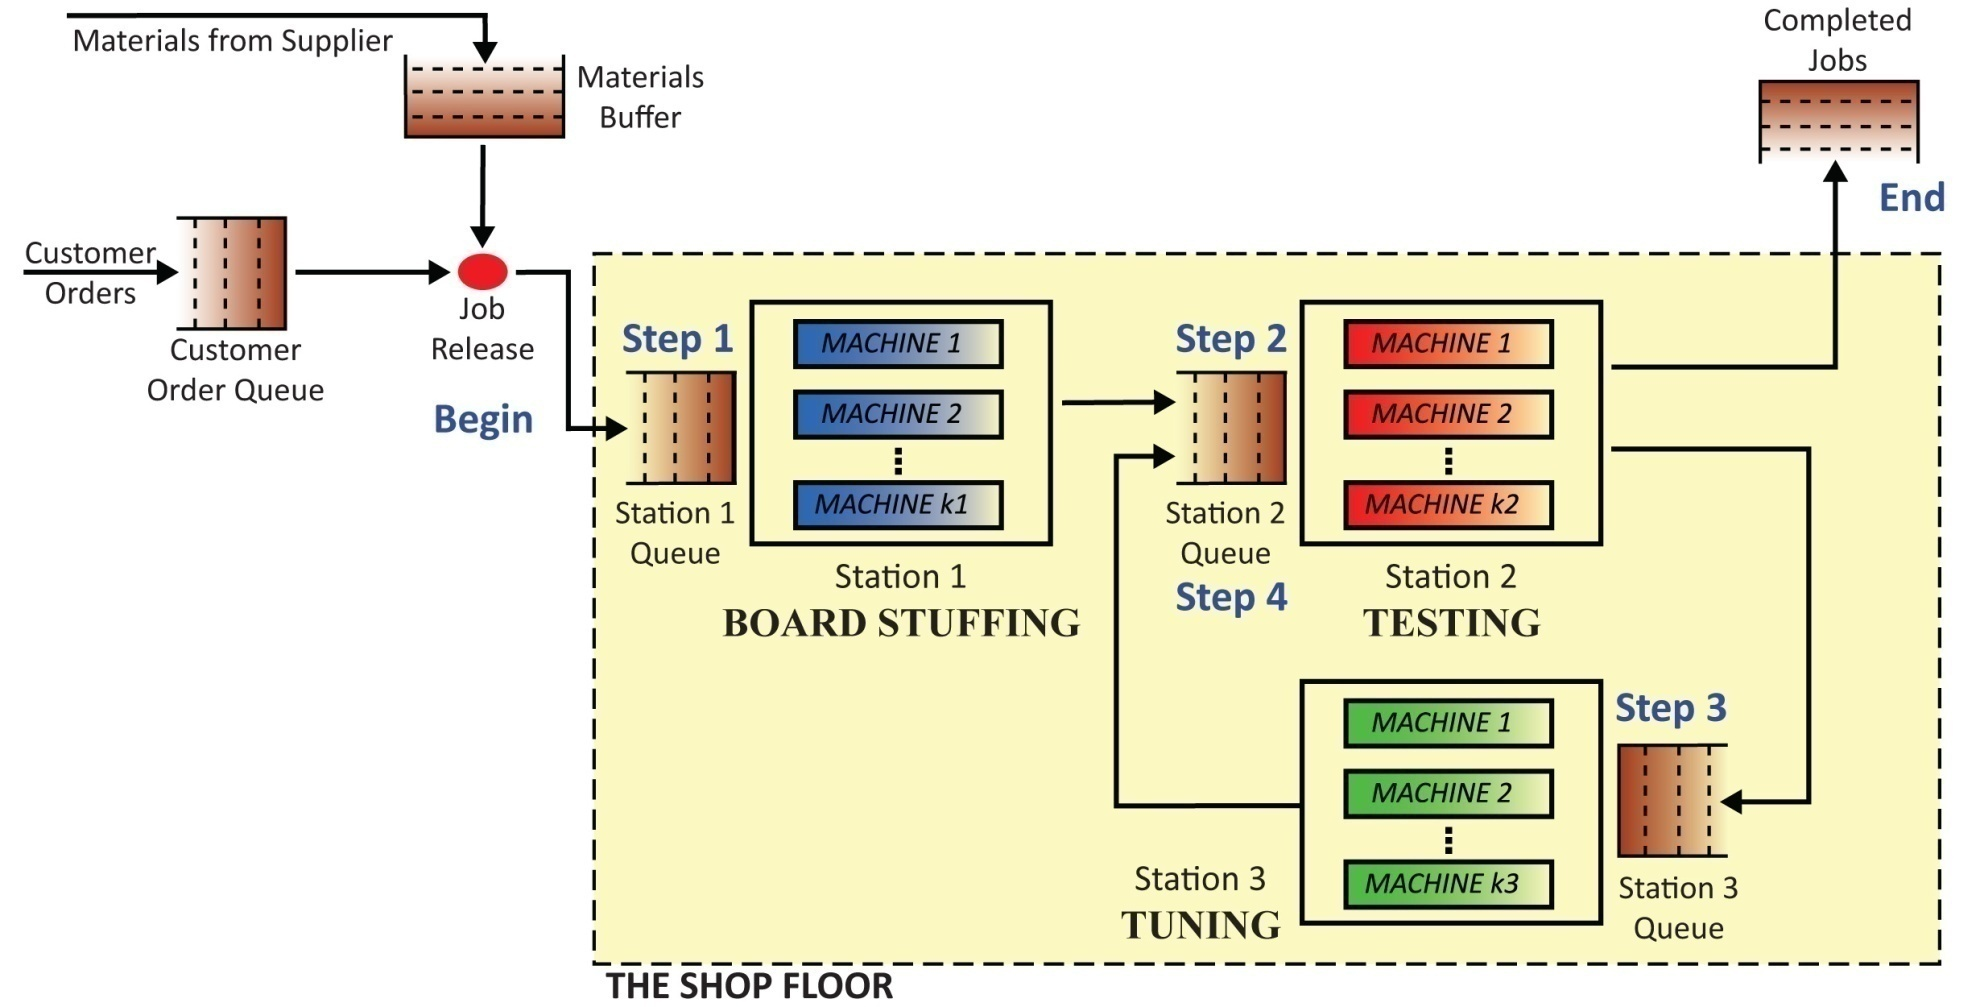 Materials from Supplier
Materials
Buffer
Completed
Jobs
End
Customer
Orders
Customer
Order Queue
Job
Release
Begin
Step 1
Station 1
Queue
MACHINE 1
MACHINE 2
MACHINE k1
Station 1
BOARD STUFFING
Step 2
Station 2
Queue
Step 4
MACHINE 1
MACHINE 2
MACHINE k2
Station 2
TESTING
Step 3
Station 3
Queue
MACHINE 1
MACHINE 2
MACHINE k3
Station 3
TUNING
THE SHOP FLOOR